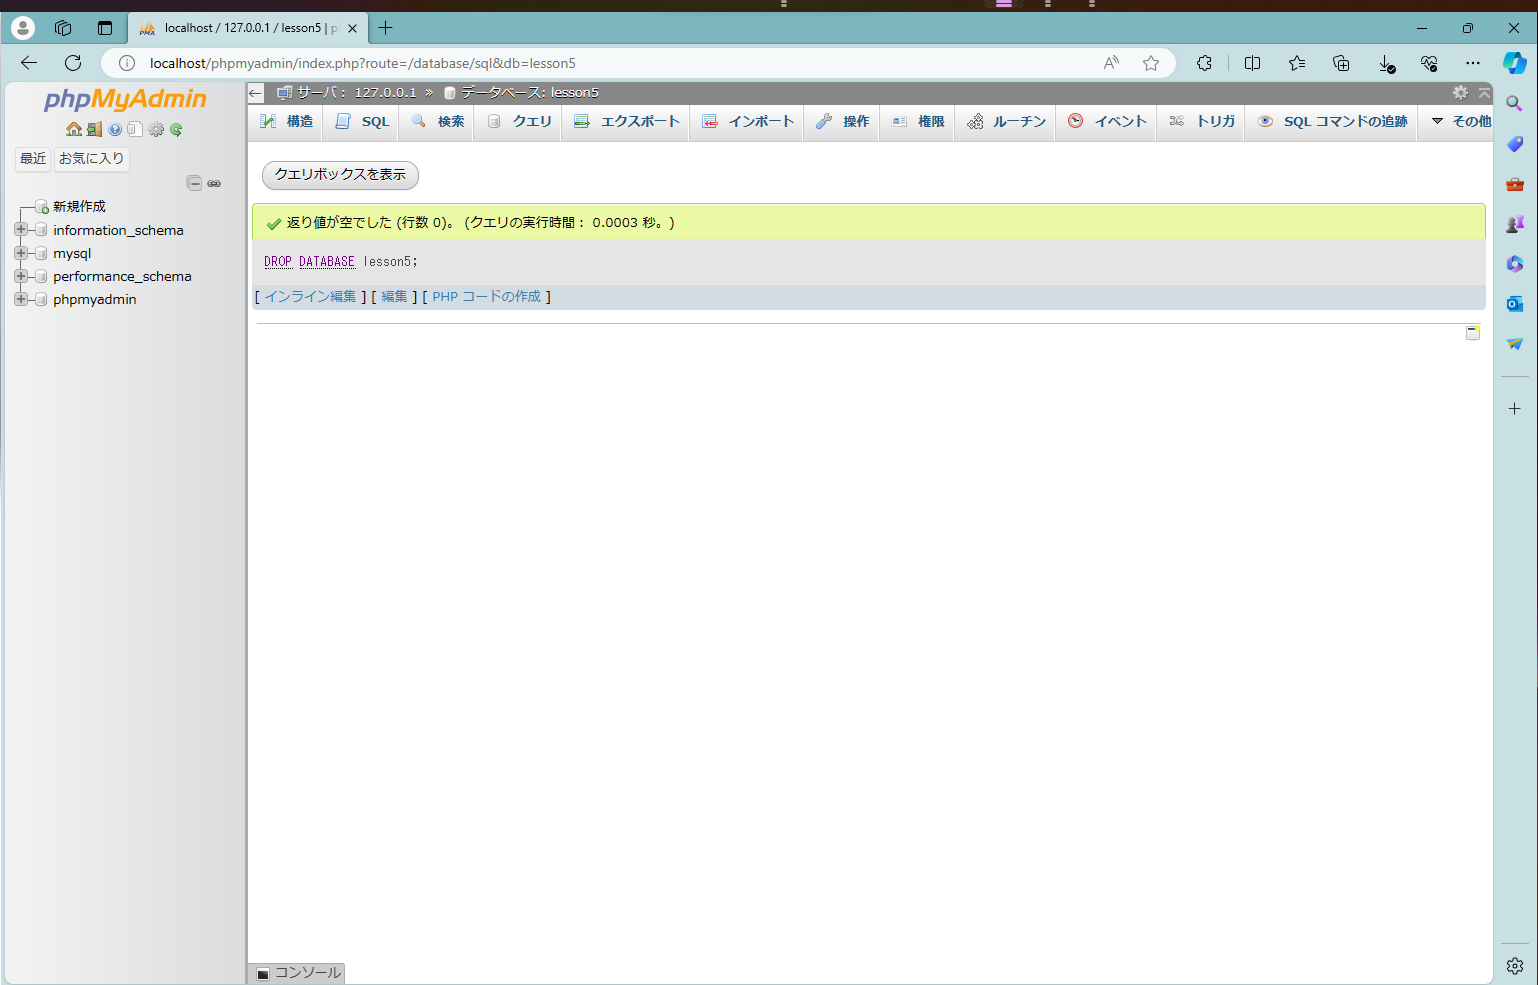 localhost / 127.0.0.1 / lesson5 | p
localhost/phpmyadmin/index.php?route=/database/sql&db=lesson5
phpMyAdmin
最近 お気に入り
新規作成
information_schema
mysql
performance_schema
phpmyadmin
サーバ： 127.0.0.1 » データベース: lesson5
構造 SQL 検索 クエリ エクスポート インポート 操作 権限 ルーチン イベント トリガ SQL コマンドの追跡 その他
クエリボックスを表示
返り値が空でした (行数 0)。 (クエリの実行時間： 0.0003 秒。)
DROP DATABASE lesson5;
[ インライン編集 ] [ 編集 ] [ PHP コードの作成 ]
コンソール